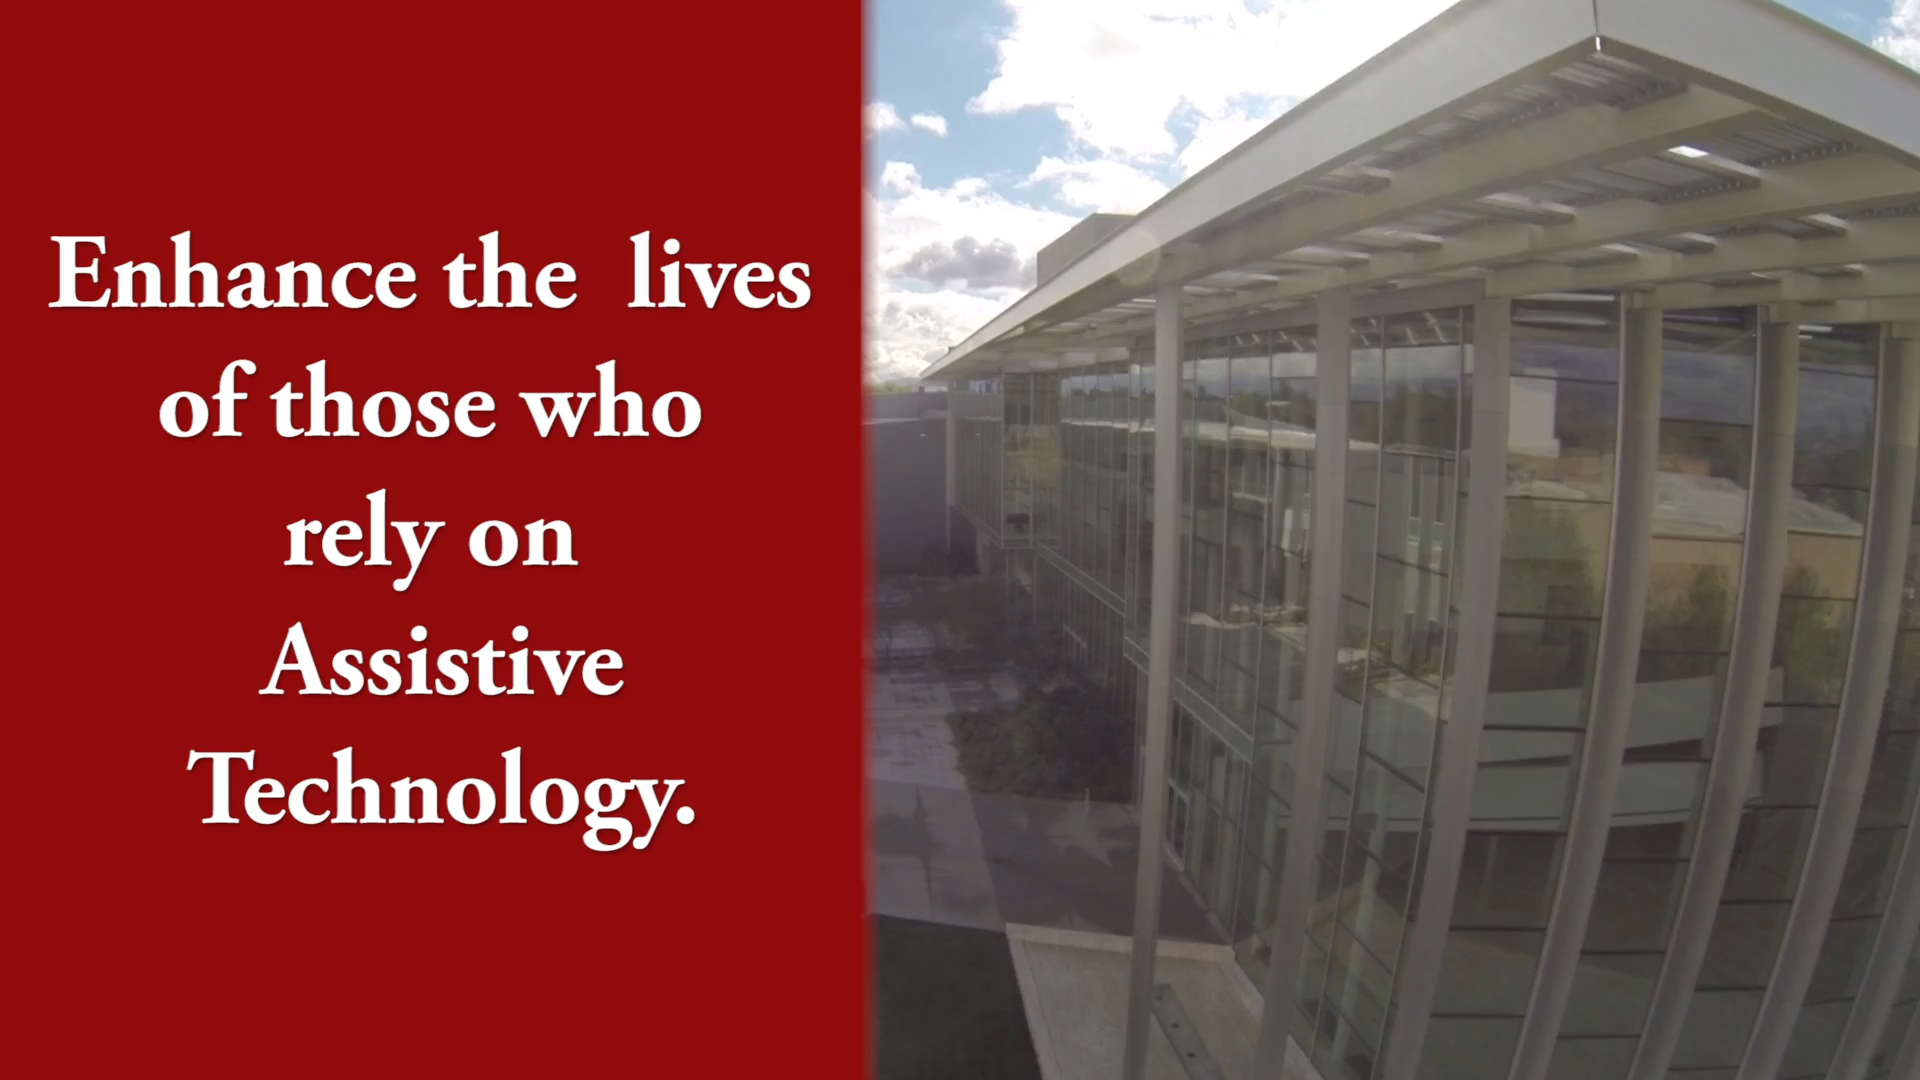 Enhance the  lives
of those who
rely on
Assistive
Technology.